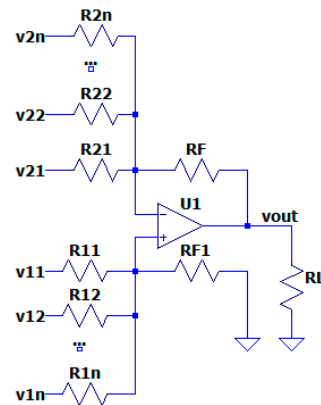 R2n
v2n
...
R22
v22
R21
RF
v21
U1
vout
R11
RF1
v11
RL
R12
v12
...
R1n
v1n